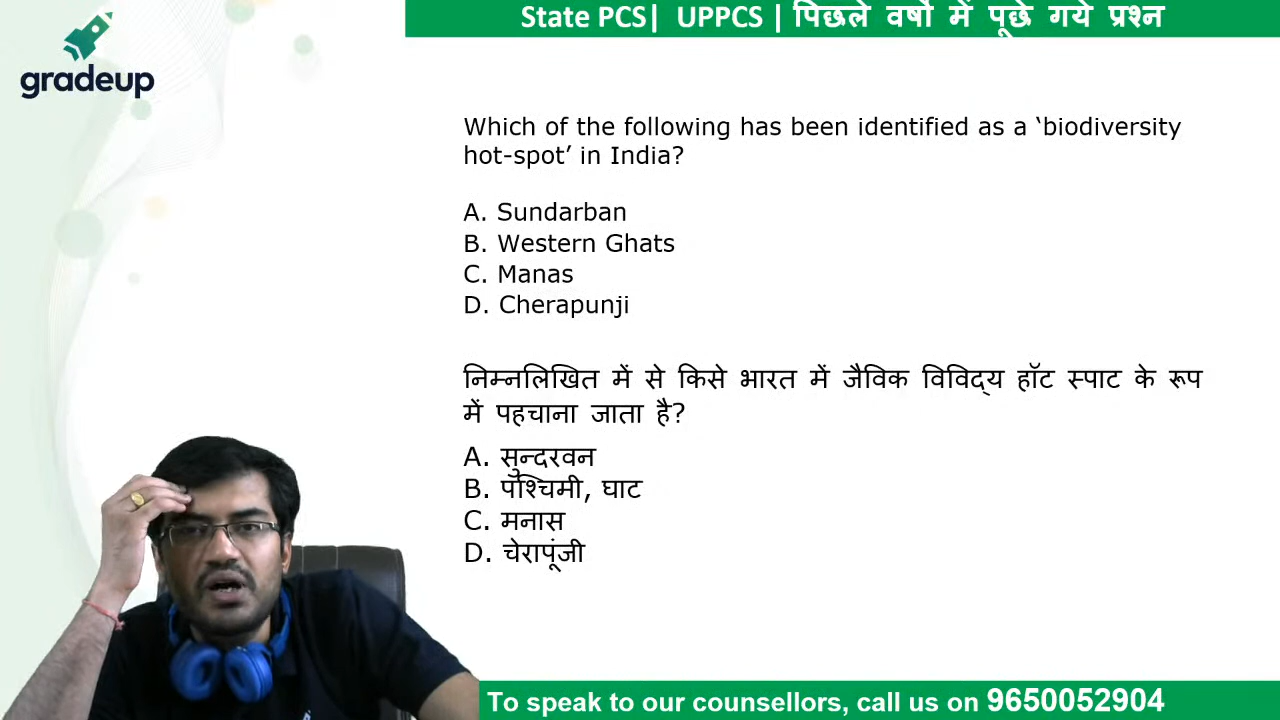 State PCS| UPPCS | पिछले वर्षो में पूछे गये प्रश्न
gradeup
Which of the following has been identified as a ‘biodiversity
hot-spot’ in India?
A. Sundarban
B. Western Ghats
C. Manas
D. Cherapunji
निम्नलिखित में से किसे भारत में जैविक विविद्य हॉट स्पाट के रूप
में पहचाना जाता है?
A. सुन्दरवन
B. पश्चिमी, घाट
C. मनास
D. चेरापूंजी
To speak to our counsellors, call us on 9650052904